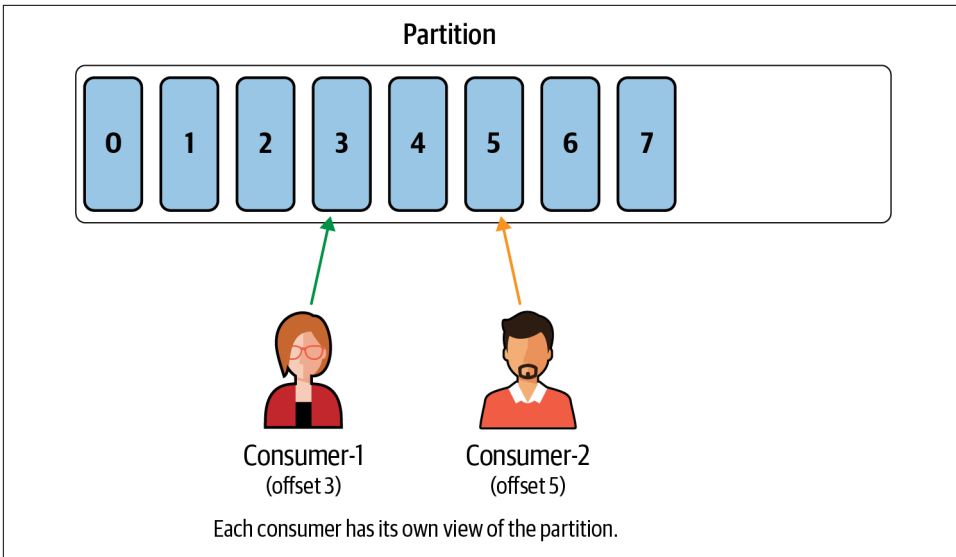 Partition
0 1 2 3 4 5 6 7
Consumer-1
(offset 3)
Consumer-2
(offset 5)
Each consumer has its own view of the partition.